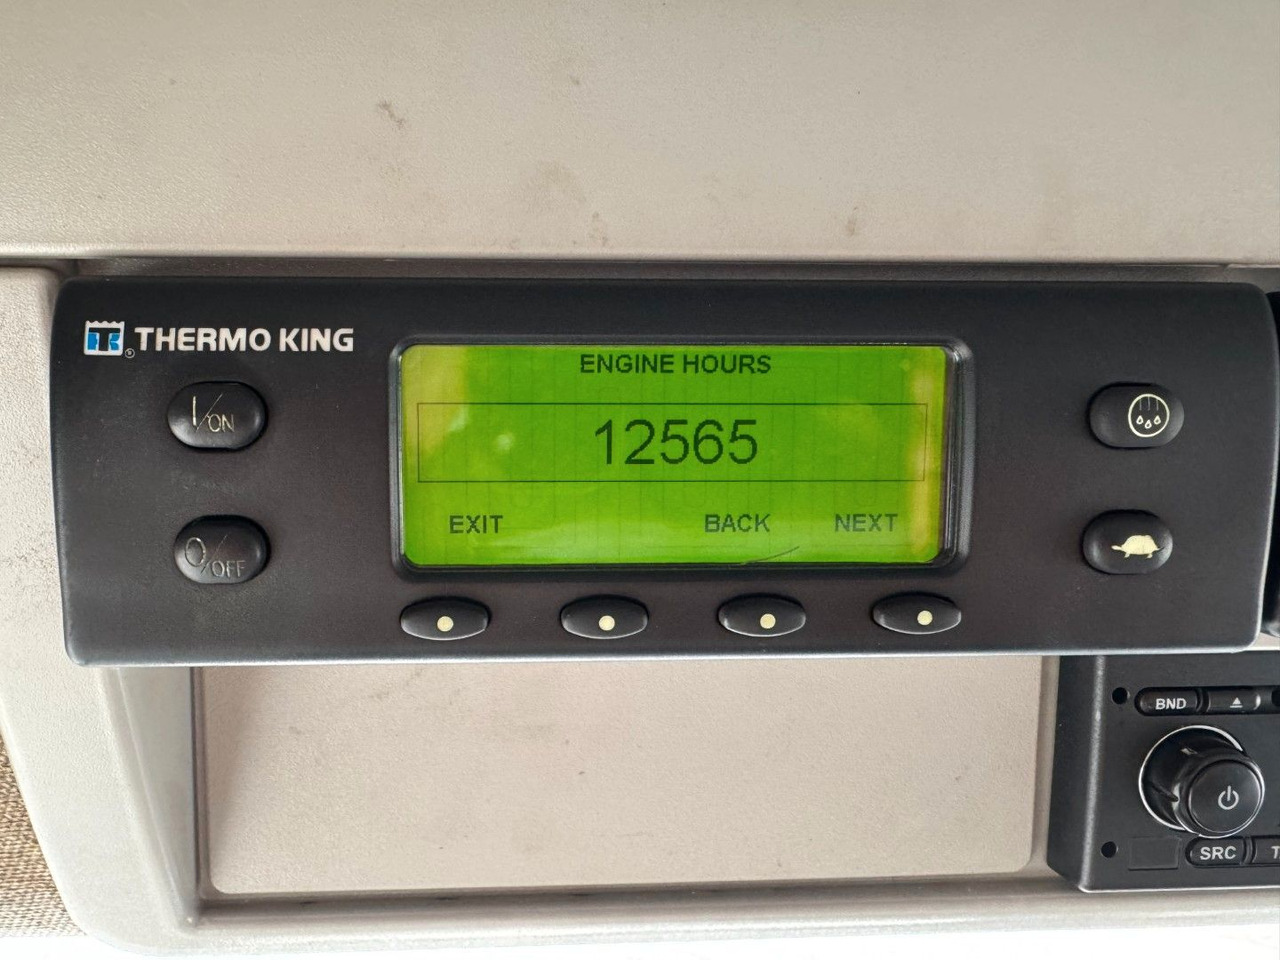 THERMO KING
I/ON
O/OFF
ENGINE HOURS
12565
EXIT BACK NEXT
BND
SRC T